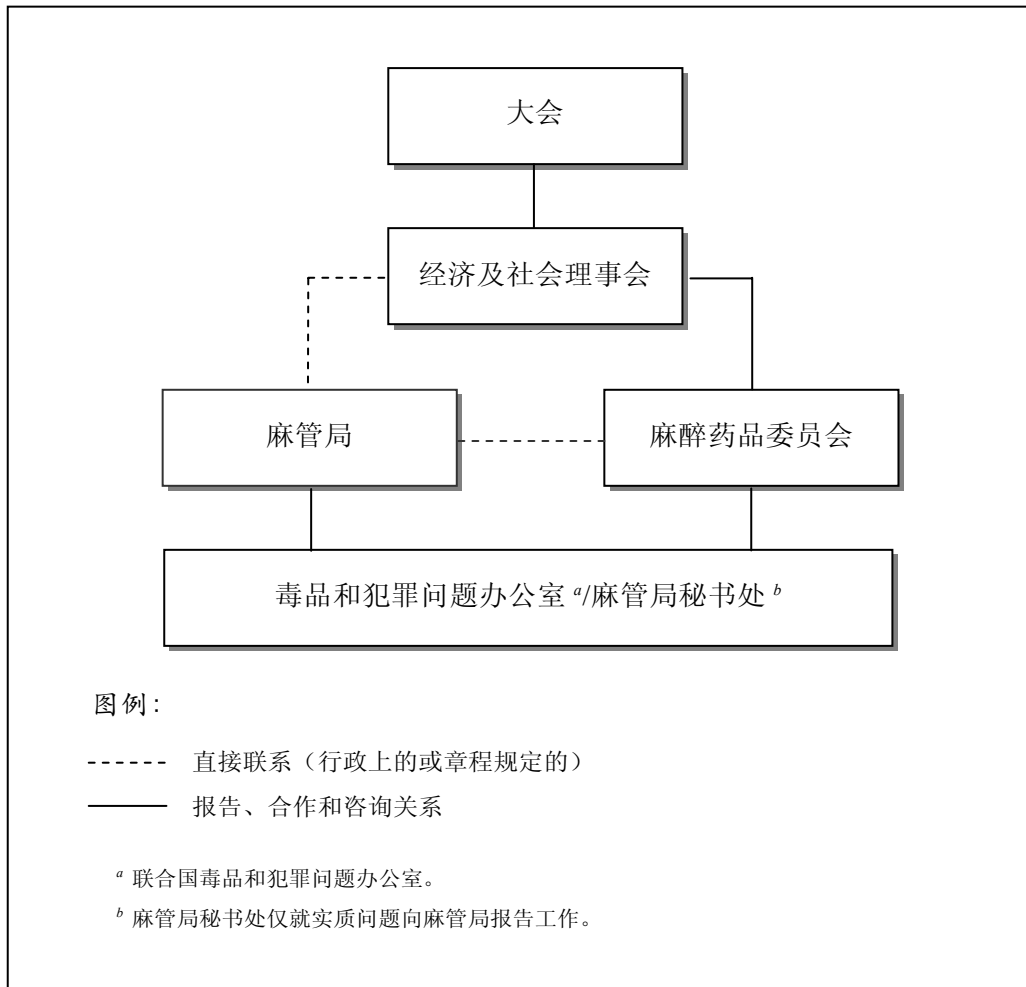 大会
经济及社会理事会
麻管局
麻醉药品委员会
毒品和犯罪问题办公室 a/麻管局秘书处 b
图例:
直接联系（行政上的或章程规定的）
报告、合作和咨询关系
a 联合国毒品和犯罪问题办公室。
b 麻管局秘书处仅就实质问题向麻管局报告工作。